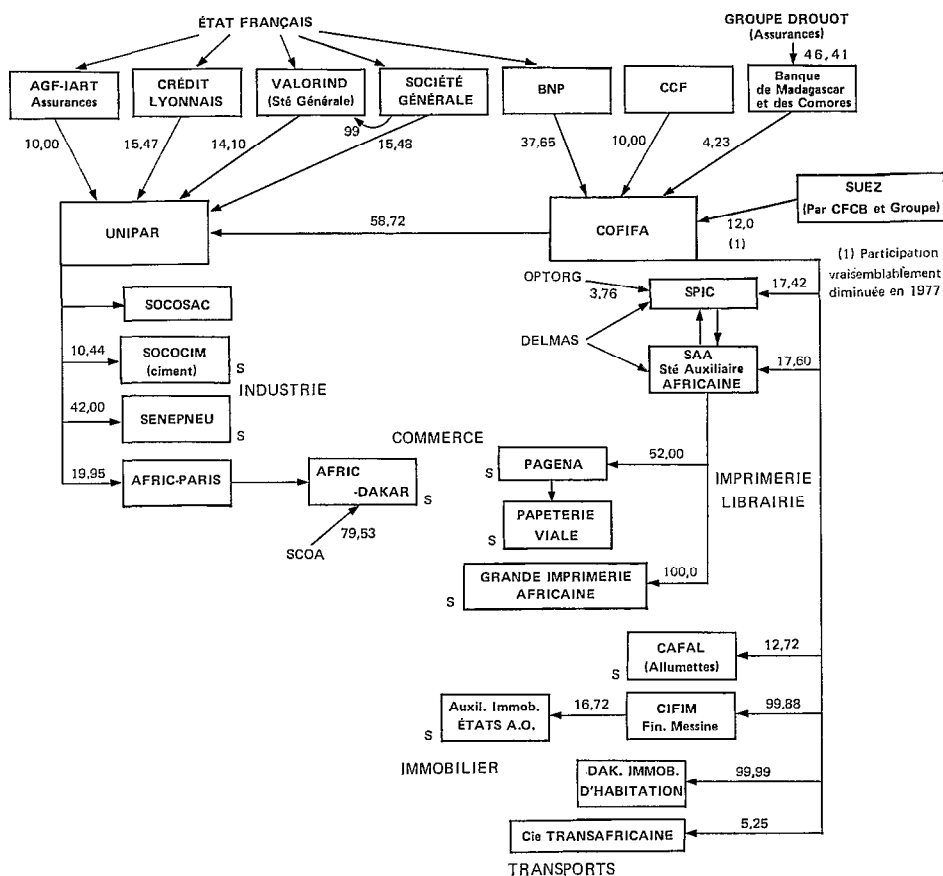 ÉTAT FRANÇAIS
GROUPE DROUOT
(Assurances)
46,41
AGF-IART
Assurances
CRÉDIT
LYONNAIS
VALORIND
(Sté Générale)
SOCIÉTÉ
GÉNÉRALE
BNP
CCF
Banque
de Madagascar
et des Comores
99
10,00
15,47
14,10
15,48
37,65
10,00
4,23
SUEZ
(Par CFCB et Groupe)
UNIPAR
58,72
COFIFA
12,0
(1)
(1) Participation
vraisemblablement
diminuée en 1977
OPTORG
3,76
SPIC
17,42
SOCOSAC
DELMAS
10,44
SOCOCIM
(ciment)
S
SAA
Sté Auxiliaire
AFRICAINE
17,60
INDUSTRIE
42,00
SENEPNEU
S
COMMERCE
19,95
AFRIC-PARIS
AFRIC
-DAKAR
S
S
PAGENA
52,00
IMPRIMERIE
LIBRAIRIE
SCOA
79,53
PAPETERIE
VIALE
S
GRANDE IMPRIMERIE
AFRICAINE
S
100,0
CAFAL
(Allumettes)
S
12,72
Auxil. Immob.
ÉTATS A.O.
S
16,72
CIFIM
Fin. Messine
99,88
IMMOBILIER
DAK. IMMOB.
D'HABITATION
99,99
Cie TRANSAFRICAINE
5,25
TRANSPORTS